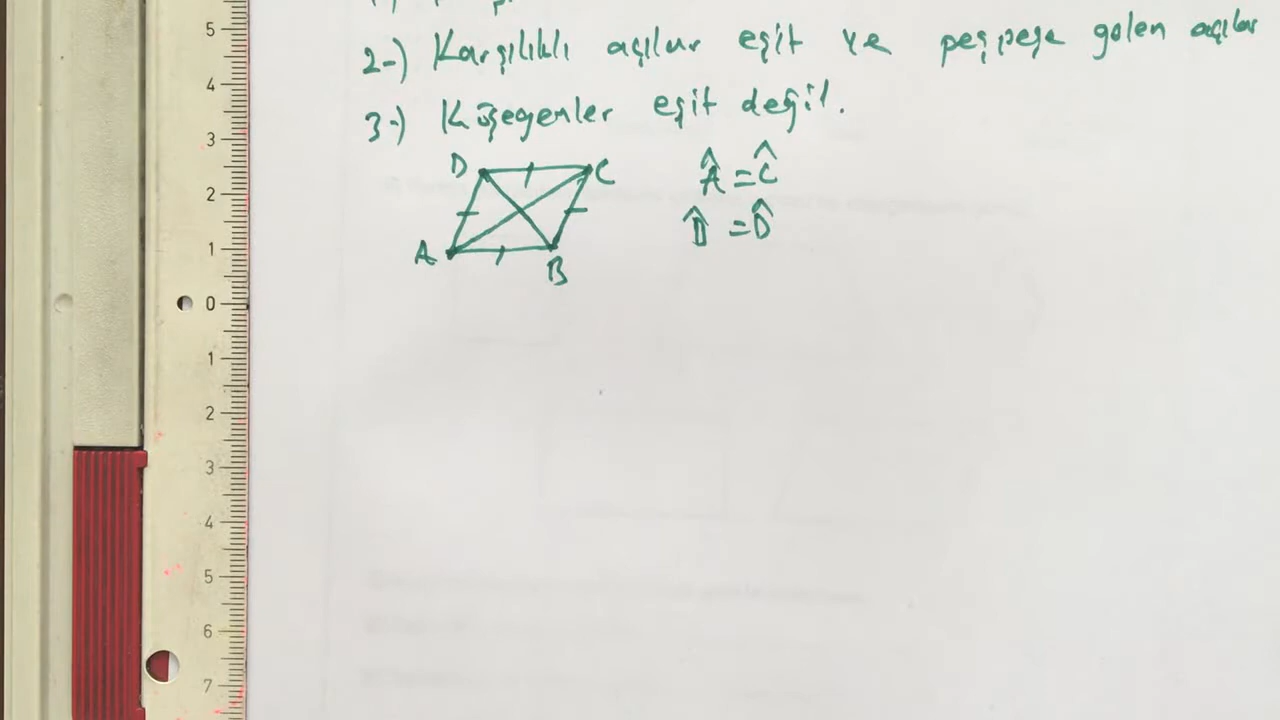 2-) Karşılıklı açılar eşit ve peşpeşe gelen açılar
3-) Köşegenler eşit değil.
D C Â = Ĉ
D̂ = D̂
A B
5
4
3
2
1
0
1
2
3
4
5
6
7